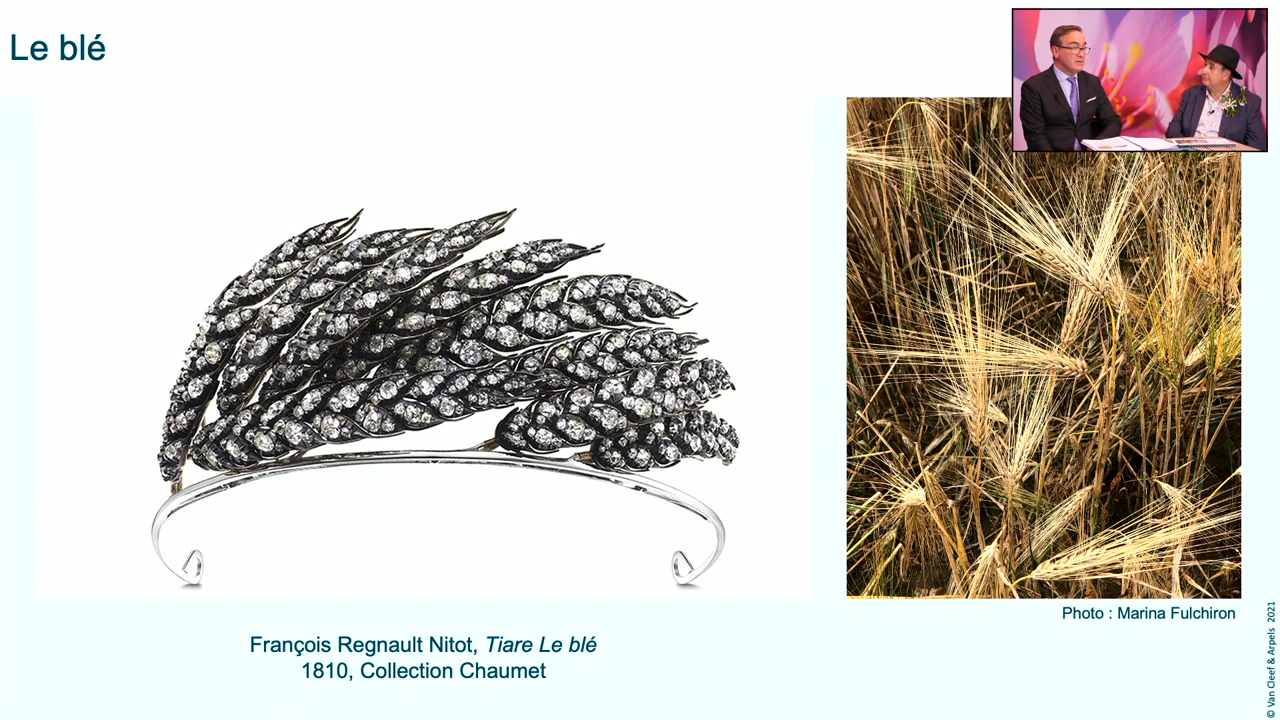 Le blé
Photo : Marina Fulchiron
François Regnault Nitot, Tiare Le blé
1810, Collection Chaumet
© Van Cleef & Arpels 2021